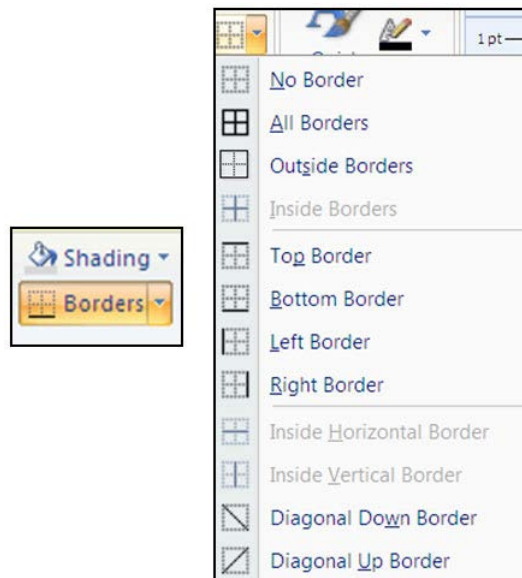 Shading
Borders
1 pt
No Border
All Borders
Outside Borders
Inside Borders
Top Border
Bottom Border
Left Border
Right Border
Inside Horizontal Border
Inside Vertical Border
Diagonal Down Border
Diagonal Up Border